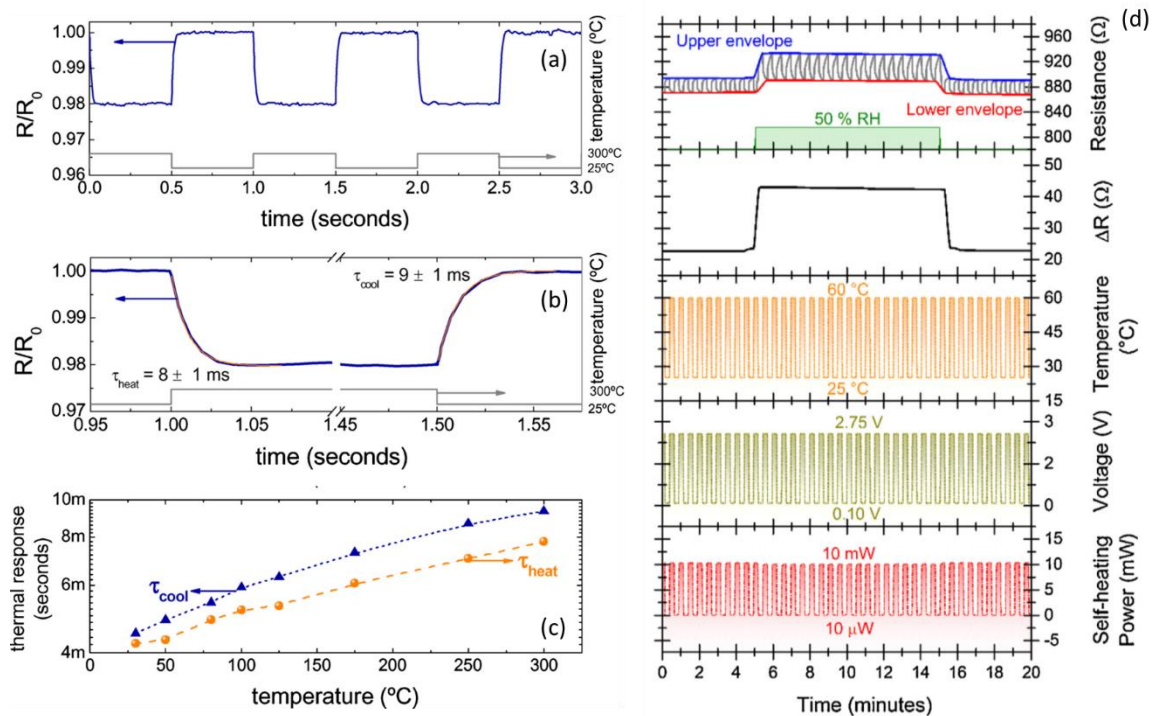 (a)
R/R0
1.00
0.99
0.98
0.97
0.96
temperature (ºC)
300ºC
25ºC
0.0 0.5 1.0 1.5 2.0 2.5 3.0
time (seconds)
(b)
R/R0
1.00
0.99
0.98
0.97
τcool = 9 ± 1 ms
τheat = 8 ± 1 ms
temperature (ºC)
300ºC
25ºC
0.95 1.00 1.05 1.45 1.50 1.55
time (seconds)
(c)
thermal response
(seconds)
10m
8m
6m
4m
τcool
τheat
0 50 100 150 200 250 300
temperature (ºC)
(d)
Upper envelope
Lower envelope
50 % RH
960
920
880
840
800
Resistance (Ω)
50
40
30
20
ΔR (Ω)
60 °C
25 °C
60
45
30
15
Temperature
(°C)
2.75 V
0.10 V
3
2
0
Voltage (V)
10 mW
10 μW
15
10
5
0
-5
Self-heating
Power (mW)
0 2 4 6 8 10 12 14 16 18 20
Time (minutes)